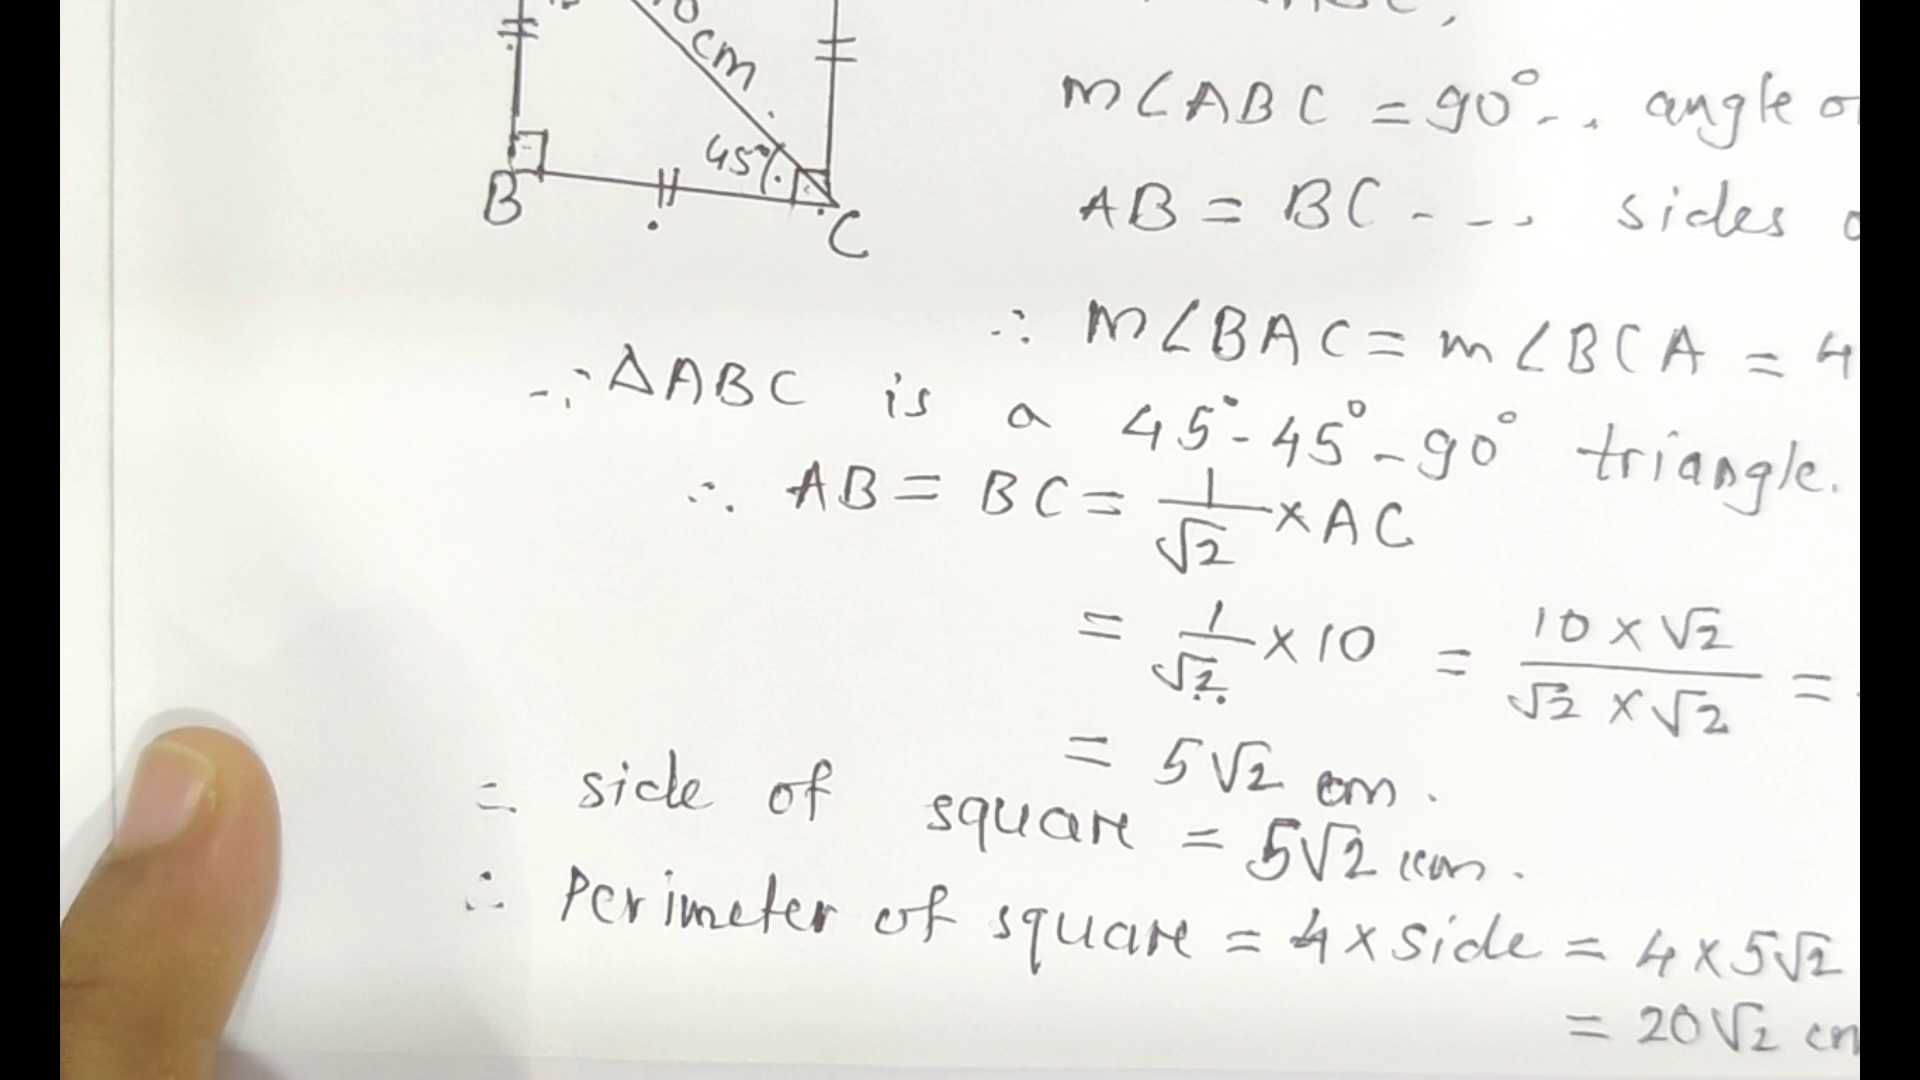 cm
45°
B
C
m∠ABC = 90° - . . angle
AB = BC - - - . sides
∴ m∠BAC = m∠BCA = 4
∴ △ABC is a 45° - 45° - 90° triangle.
∴ AB = BC = 1/√2 × AC
= 1/√2 × 10 = 10 × √2 / √2 × √2 =
= 5√2 cm.
∴ side of square = 5√2 cm.
∴ Perimeter of square = 4 × side = 4 × 5√2
= 20√2 cm